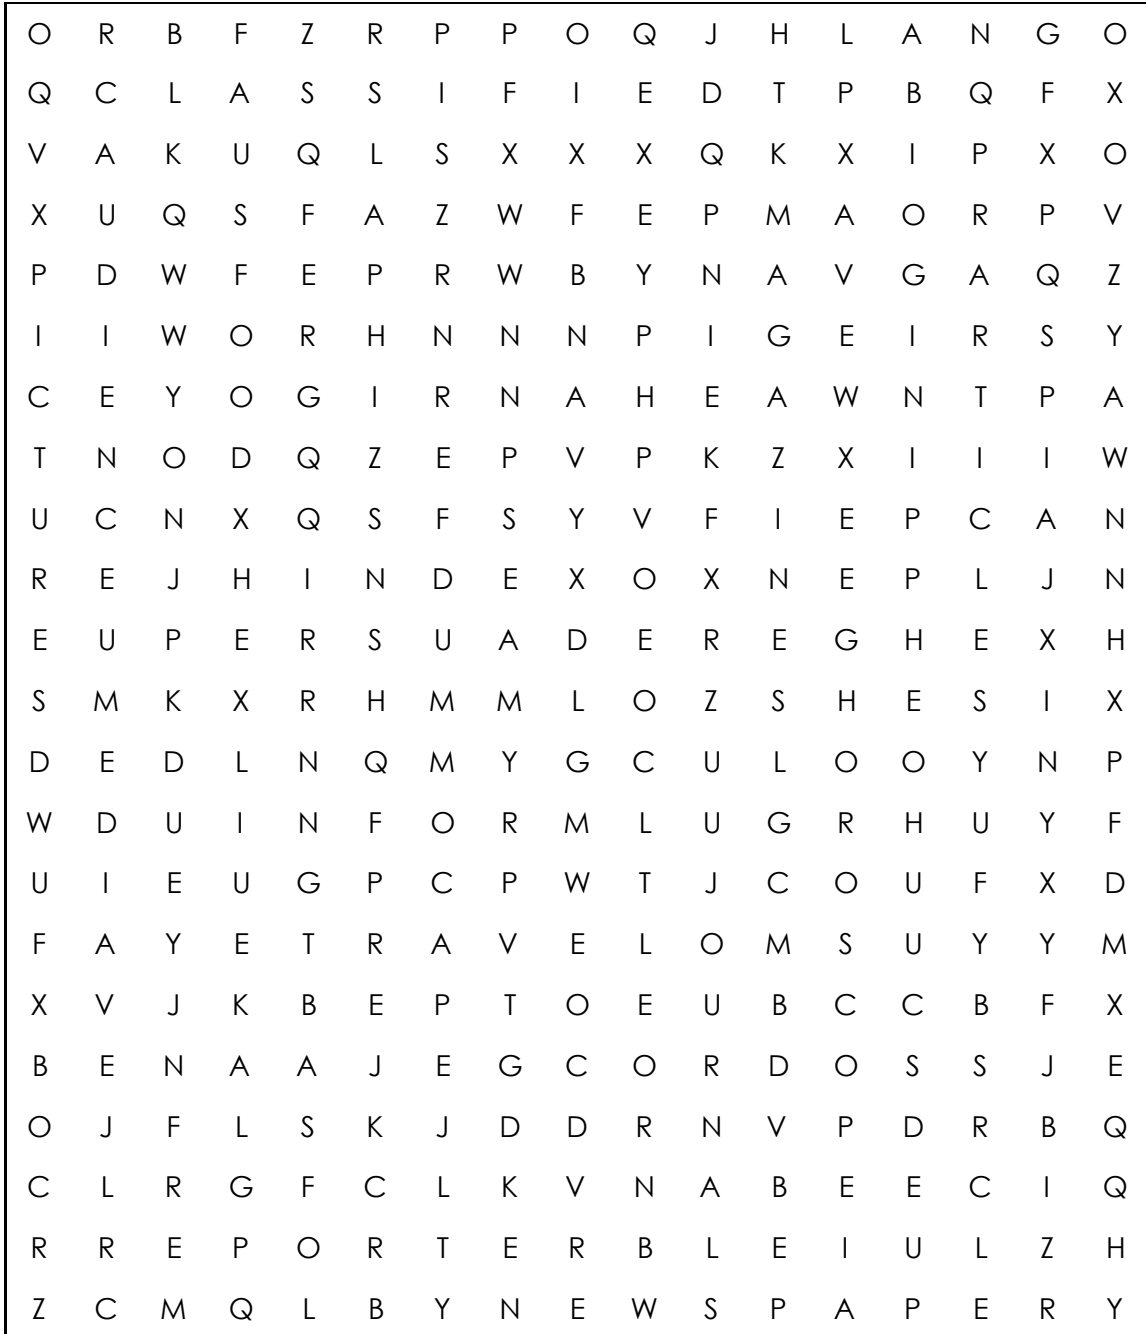 O R B F Z R P P O Q J H L A N G O
Q C L A S S I F I E D T P B Q F X
V A K U Q L S X X X Q K X I P X O
X U Q S F A Z W F E P M A O R P V
P D W F E P R W B Y N A V G A Q Z
I I W O R H N N N P I G E I R S Y
C E Y O G I R N A H E A W N T P A
T N O D Q Z E P V P K Z X I I I W
U C N X Q S F S Y V F I E P C A N
R E J H I N D E X O X N E P L J N
E U P E R S U A D E R E G H E X H
S M K X R H M M L O Z S H E S I X
D E D L N Q M Y G C U L O O Y N P
W D U I N F O R M L U G R H U Y F
U I E U G P C P W T J C O U F X D
F A Y E T R A V E L O M S U Y Y M
X V J K B E P T O E U B C C B F X
B E N A A J E G C O R D O S S J E
O J F L S K J D D R N V P D R B Q
C L R G F C L K V N A B E E C I Q
R R E P O R T E R B L E I U L Z H
Z C M Q L B Y N E W S P A P E R Y